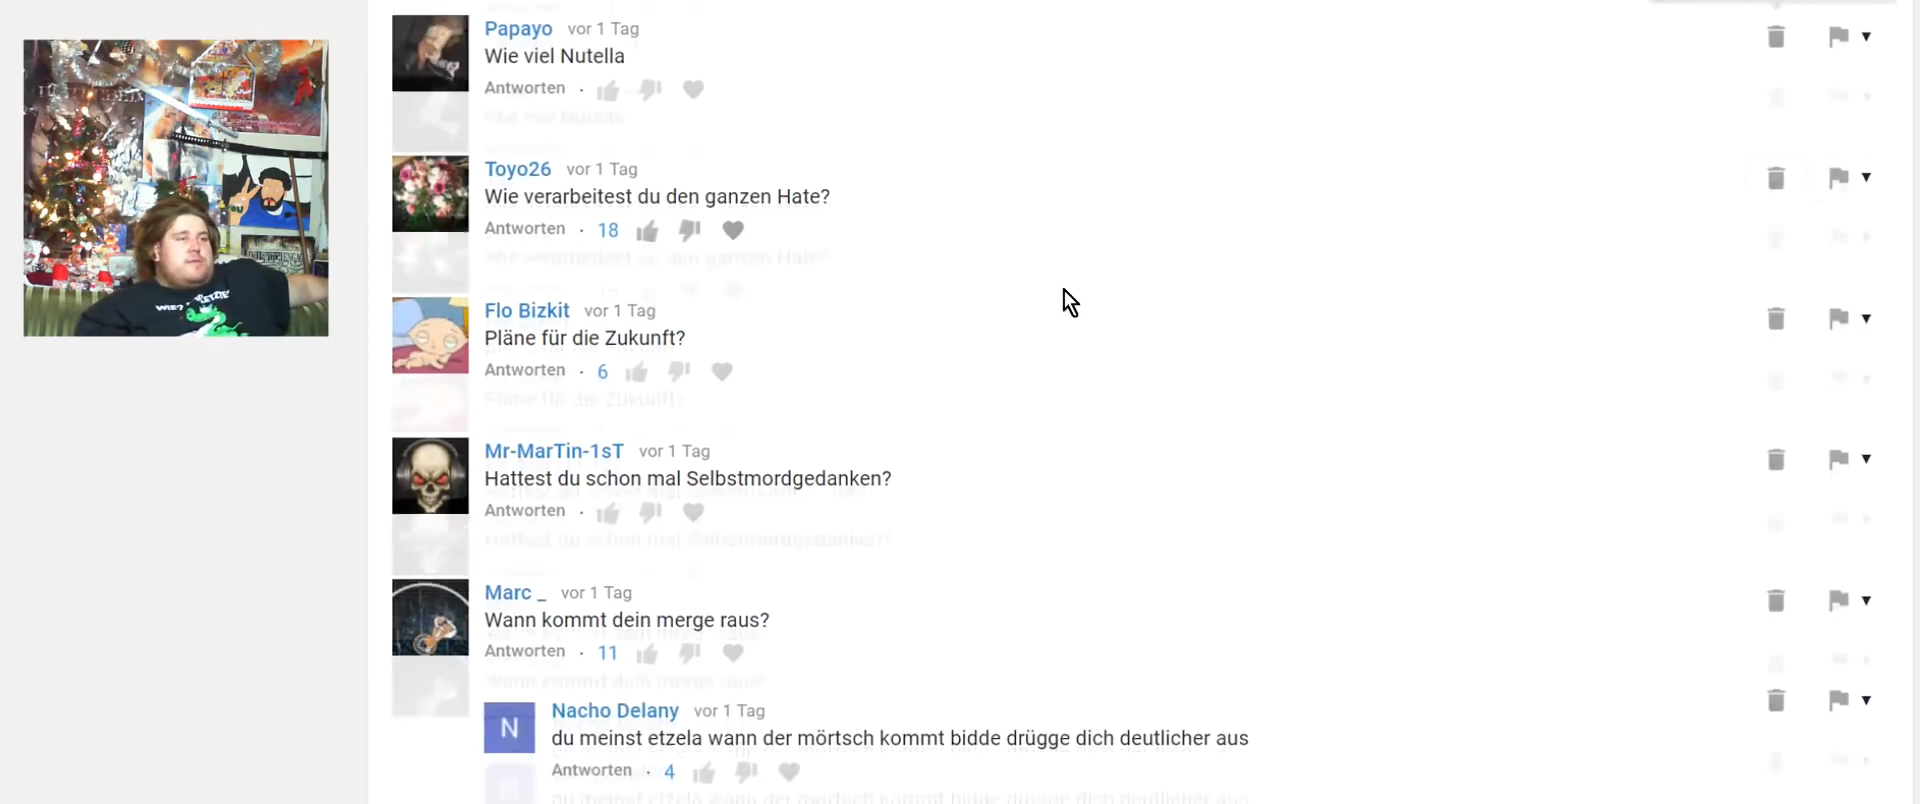 Papayo vor 1 Tag
Wie viel Nutella
Antworten ·
Toyo26 vor 1 Tag
Wie verarbeitest du den ganzen Hate?
Antworten · 18
Flo Bizkit vor 1 Tag
Pläne für die Zukunft?
Antworten · 6
Mr-MarTin-1sT vor 1 Tag
Hattest du schon mal Selbstmordgedanken?
Antworten ·
Marc _ vor 1 Tag
Wann kommt dein merge raus?
Antworten · 11
N
Nacho Delany vor 1 Tag
du meinst etzela wann der mörtsch kommt bidde drügge dich deutlicher aus
Antworten · 4
WIE?